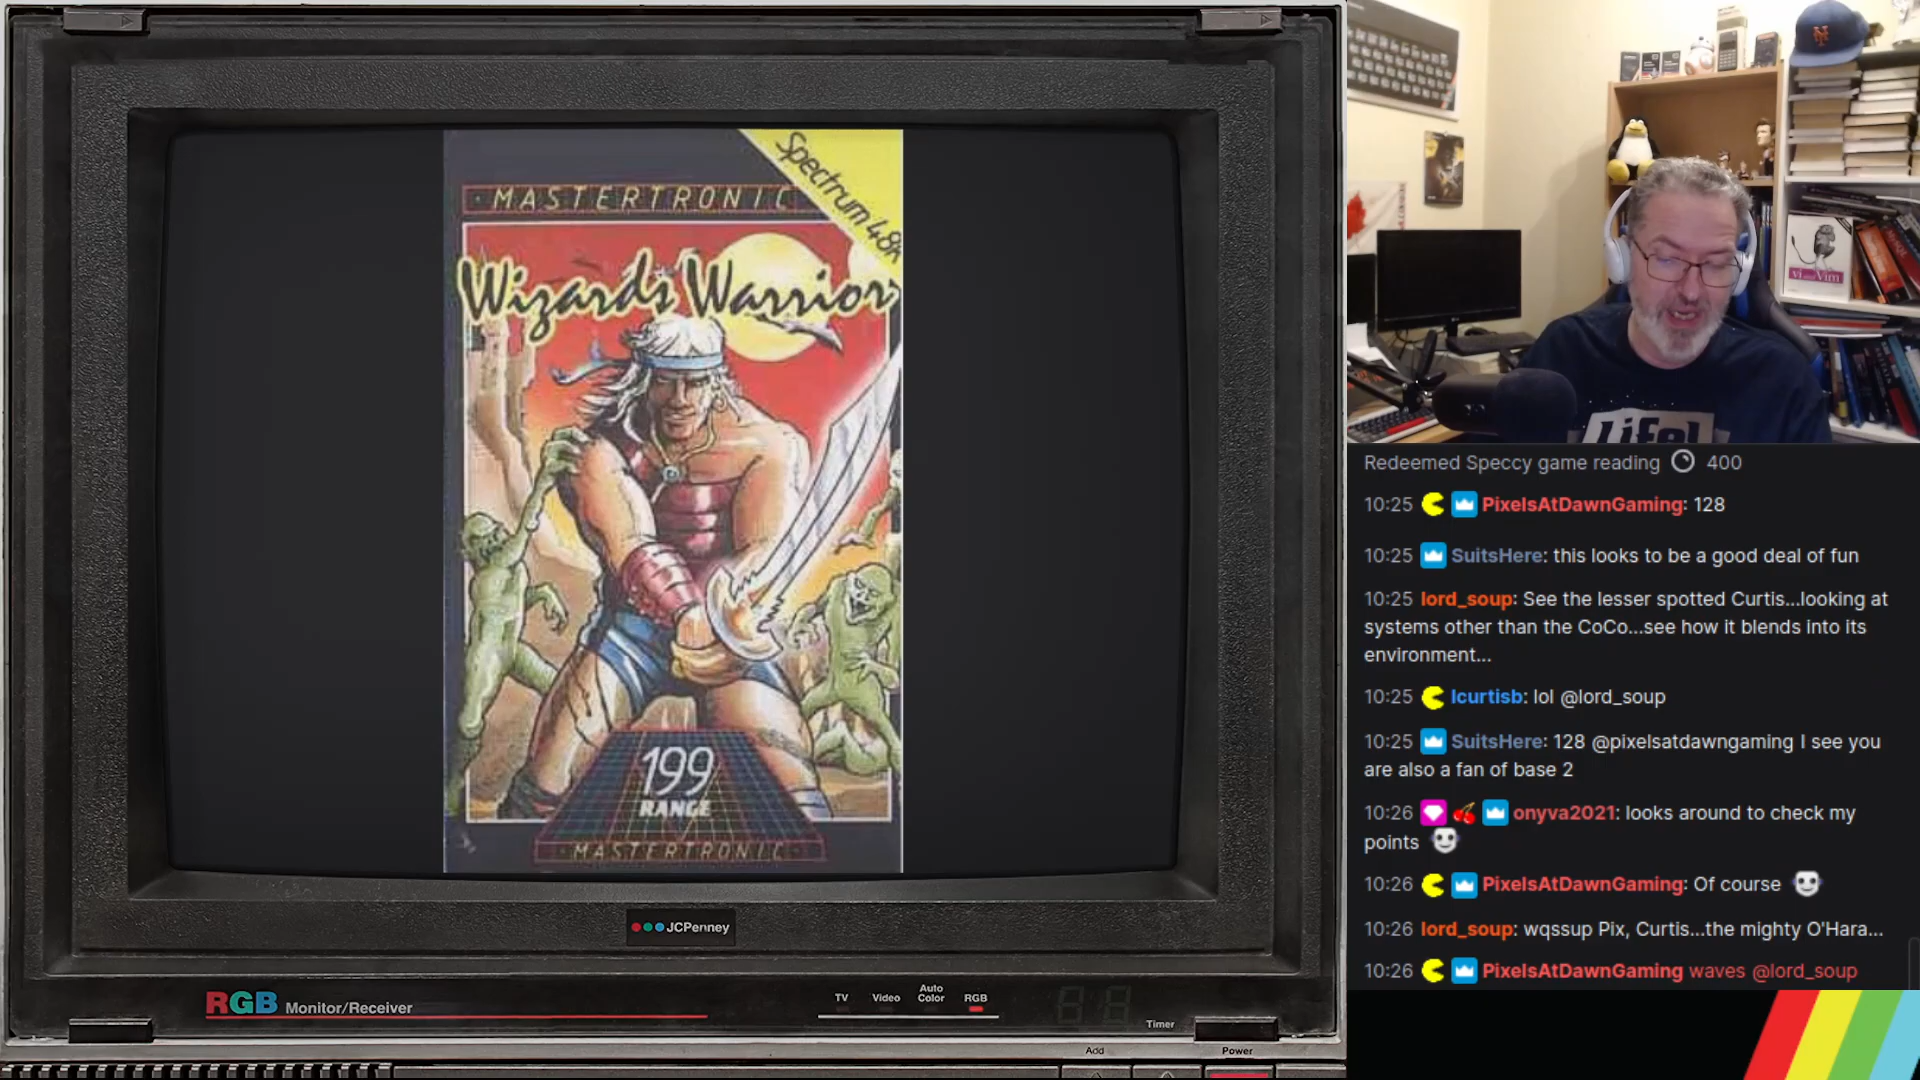 MASTERTRONIC
Spectrum 48K
Wizard's Warrior
199
RANGE
MASTERTRONIC
JCPenney
RGB Monitor/Receiver
TV Video Auto Color RGB
Timer
Add
Power
vi and Vim
Life!
Redeemed Speccy game reading 400
10:25 PixelsAtDawnGaming: 128
10:25 SuitsHere: this looks to be a good deal of fun
10:25 lord_soup: See the lesser spotted Curtis...looking at
systems other than the CoCo...see how it blends into its
environment...
10:25 lcurtisb: lol @lord_soup
10:25 SuitsHere: 128 @pixelsatdawngaming I see you
are also a fan of base 2
10:26 onyva2021: looks around to check my
points
10:26 PixelsAtDawnGaming: Of course
10:26 lord_soup: wqssup Pix, Curtis...the mighty O'Hara...
10:26 PixelsAtDawnGaming waves @lord_soup